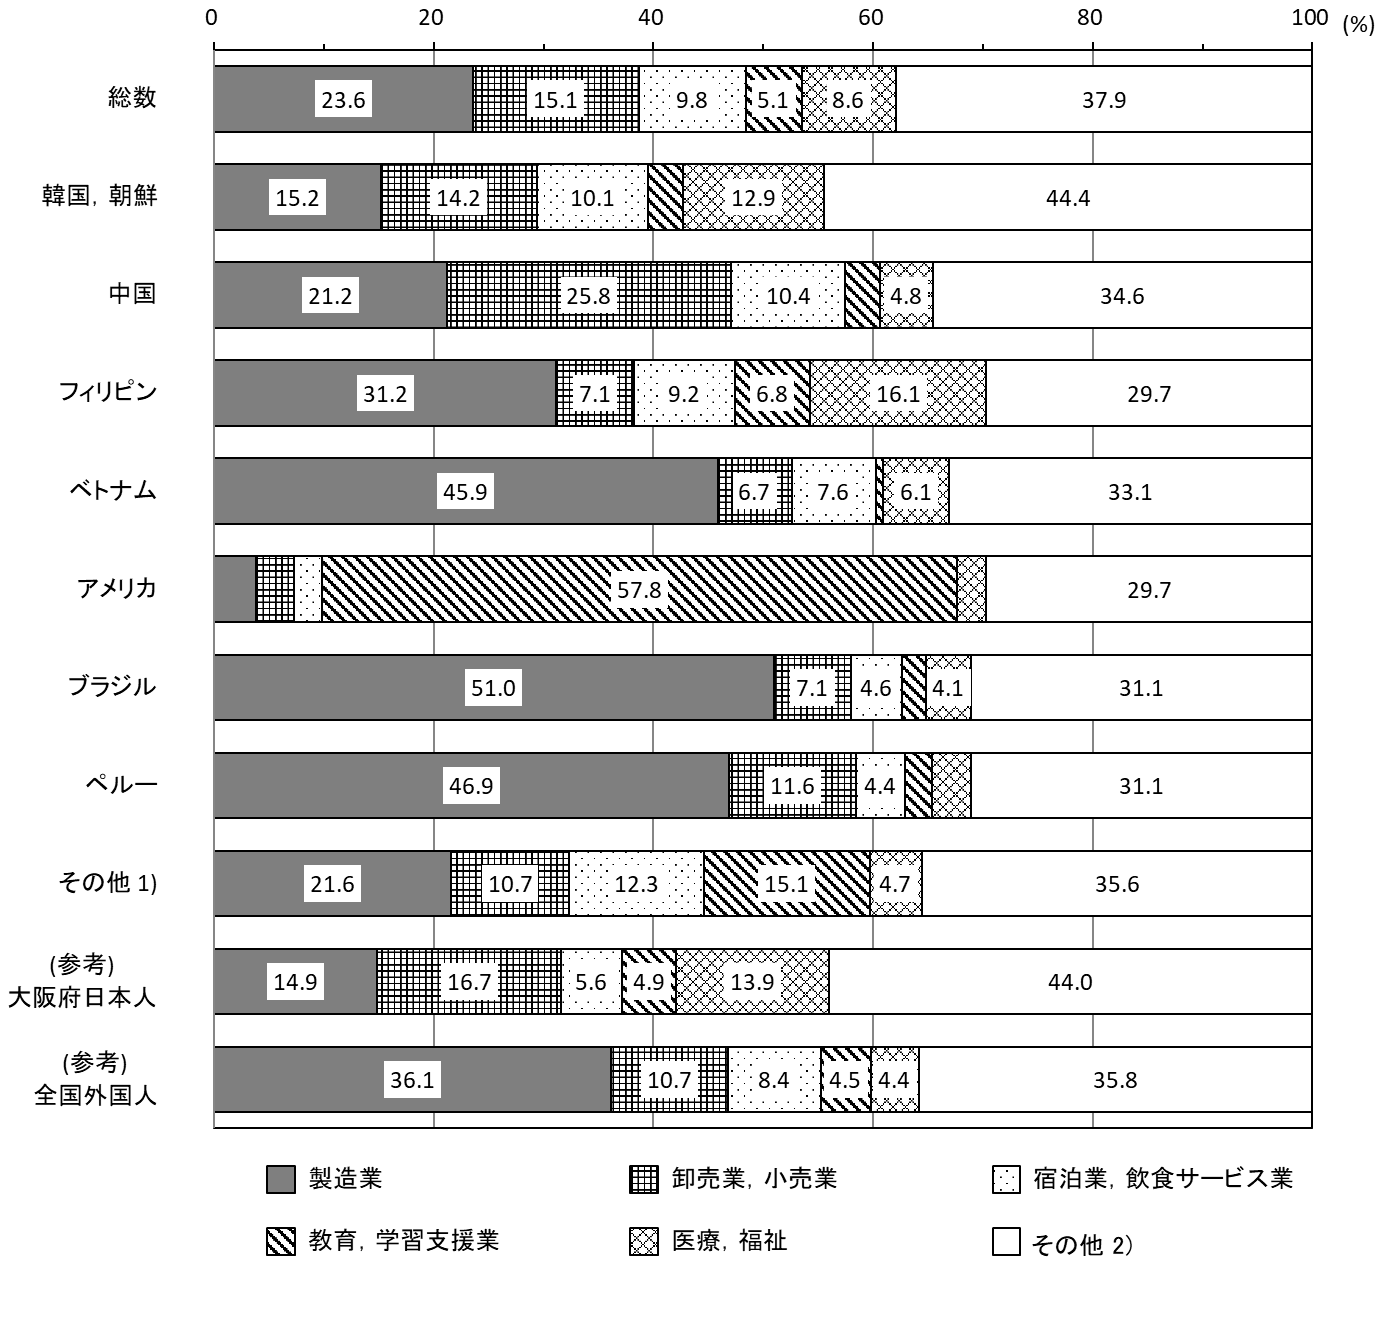 0 20 40 60 80 100 (%)
総数 23.6 15.1 9.8 5.1 8.6 37.9
韓国, 朝鮮 15.2 14.2 10.1 12.9 44.4
中国 21.2 25.8 10.4 4.8 34.6
フィリピン 31.2 7.1 9.2 6.8 16.1 29.7
ベトナム 45.9 6.7 7.6 6.1 33.1
アメリカ 57.8 29.7
ブラジル 51.0 7.1 4.6 4.1 31.1
ペルー 46.9 11.6 4.4 31.1
その他 1) 21.6 10.7 12.3 15.1 4.7 35.6
(参考)
大阪府日本人 14.9 16.7 5.6 4.9 13.9 44.0
(参考)
全国外国人 36.1 10.7 8.4 4.5 4.4 35.8
製造業 卸売業, 小売業 宿泊業, 飲食サービス業
教育, 学習支援業 医療, 福祉 その他 2)